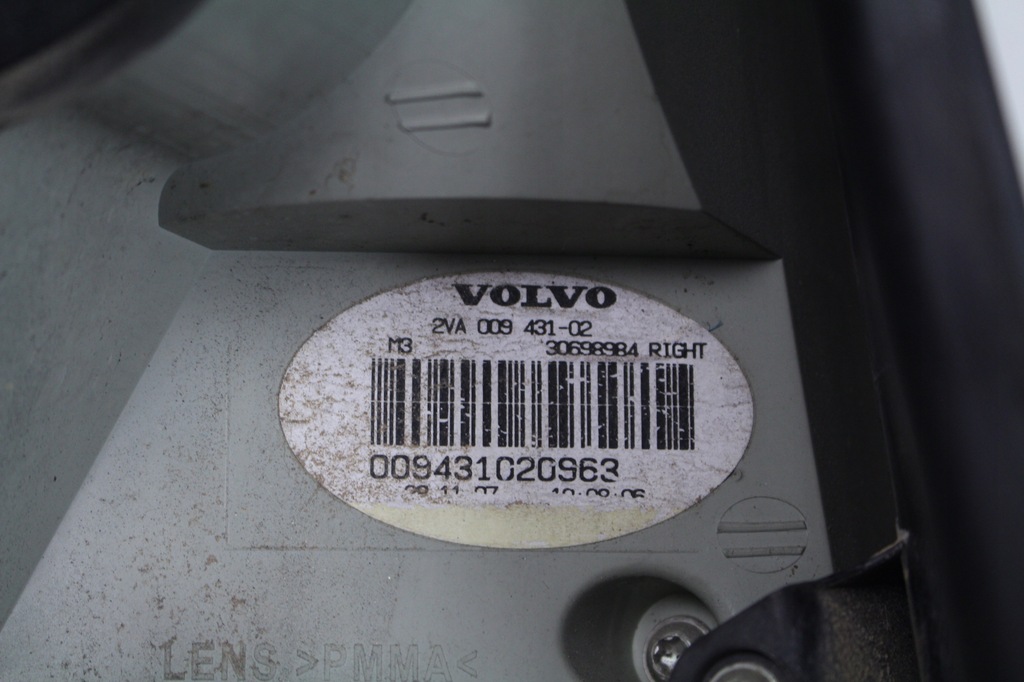 VOLVO
2VA 009 431-02
M3 30698984 RIGHT
009431020963
LENS >PMMA<